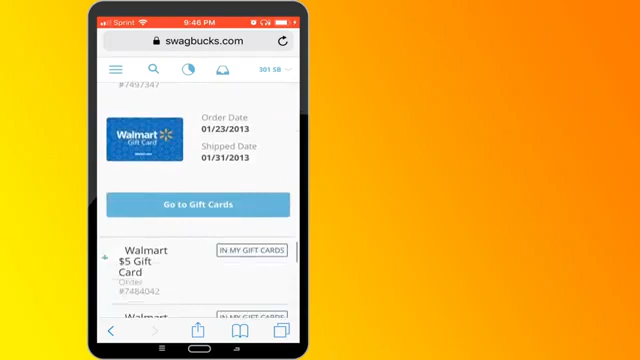 Sprint
9:46 PM
swagbucks.com
301 SB
#7497347
Walmart
Gift Card
Order Date
01/23/2013
Shipped Date
01/31/2013
Go to Gift Cards
Walmart
$5 Gift
Card
IN MY GIFT CARDS
Order
#7484042
Walmart
IN MY GIFT CARDS